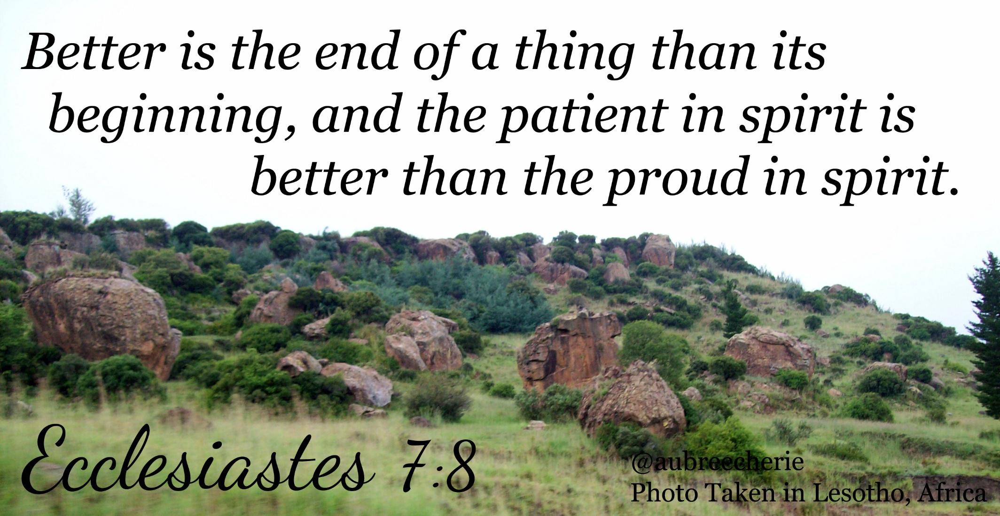 Better is the end of a thing than its
beginning, and the patient in spirit is
better than the proud in spirit.
Ecclesiastes 7:8
@aubreecherie
Photo Taken in Lesotho, Africa